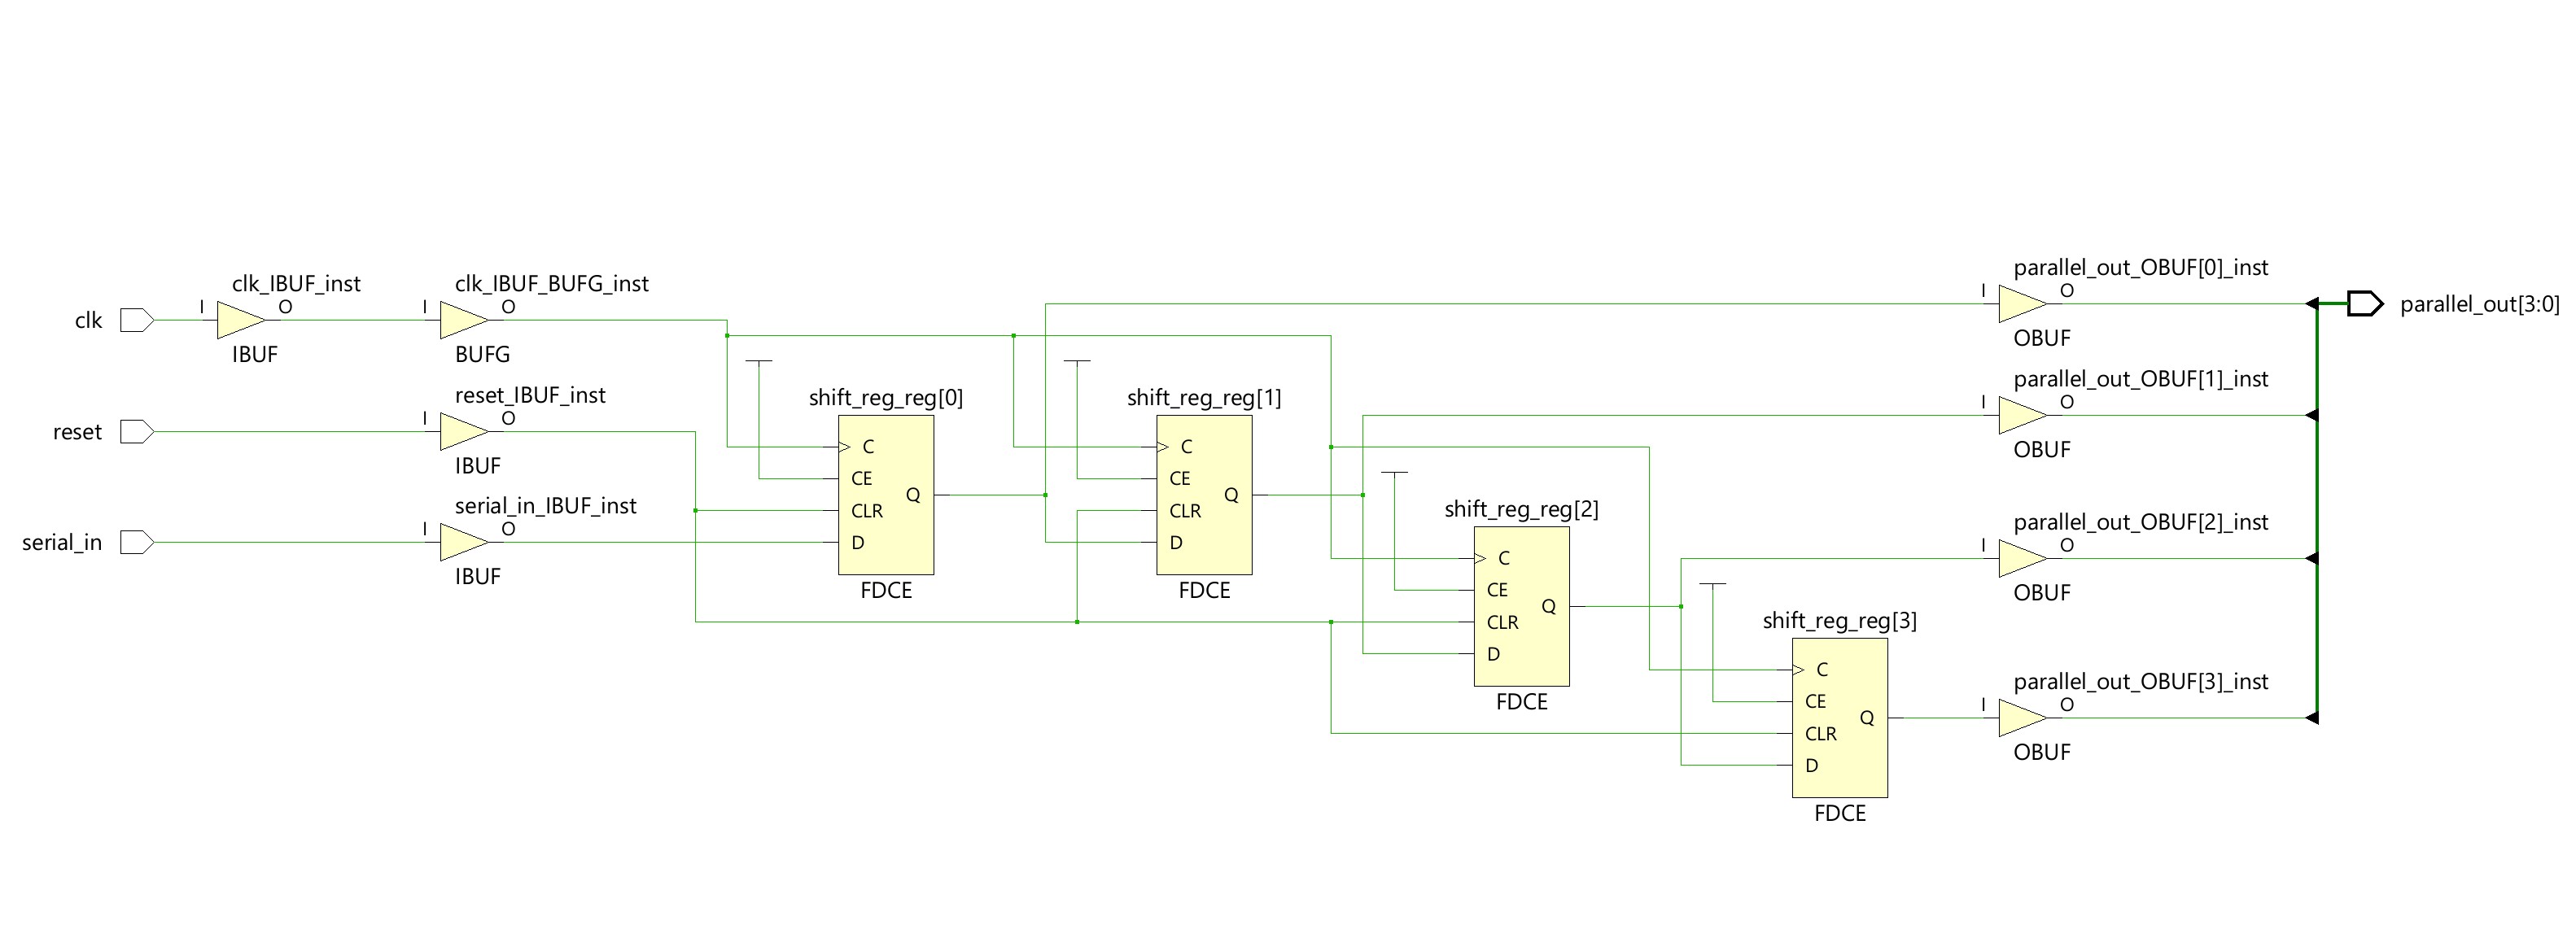 clk
I
clk_IBUF_inst
O
IBUF
I
clk_IBUF_BUFG_inst
O
BUFG
reset
I
reset_IBUF_inst
O
IBUF
serial_in
I
serial_in_IBUF_inst
O
IBUF
shift_reg_reg[0]
C
CE
CLR
D
Q
FDCE
shift_reg_reg[1]
C
CE
CLR
D
Q
FDCE
shift_reg_reg[2]
C
CE
CLR
D
Q
FDCE
shift_reg_reg[3]
C
CE
CLR
D
Q
FDCE
parallel_out_OBUF[0]_inst
I
O
OBUF
parallel_out_OBUF[1]_inst
I
O
OBUF
parallel_out_OBUF[2]_inst
I
O
OBUF
parallel_out_OBUF[3]_inst
I
O
OBUF
parallel_out[3:0]